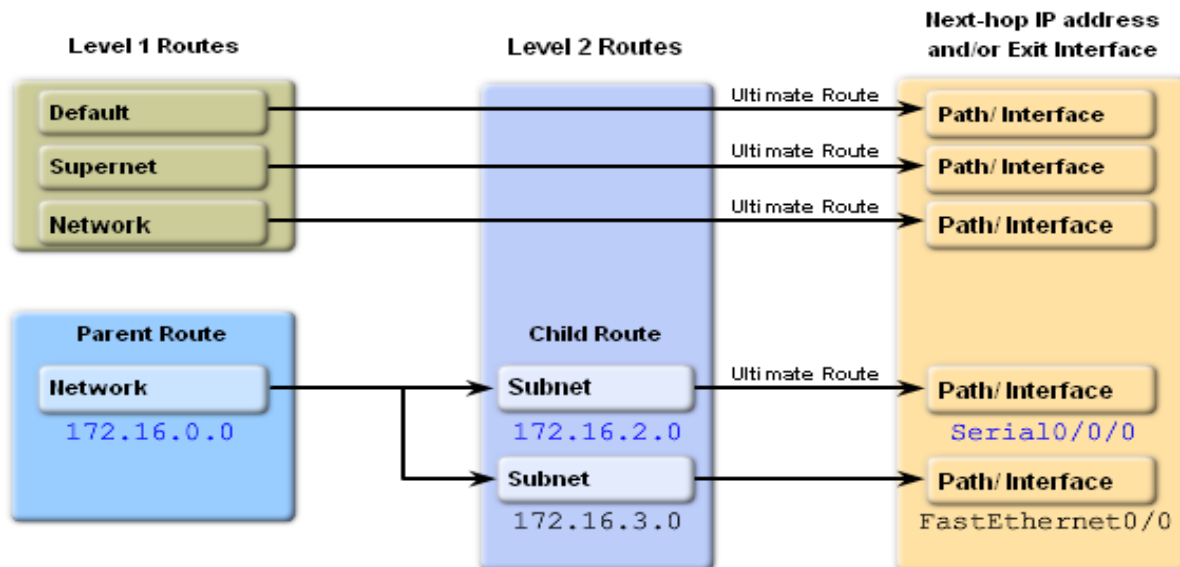 Level 1 Routes
Level 2 Routes
Next-hop IP address
and/or Exit Interface
Default
Ultimate Route
Path/Interface
Supernet
Ultimate Route
Path/Interface
Network
Ultimate Route
Path/Interface
Parent Route
Child Route
Network
Subnet
Ultimate Route
Path/Interface
172.16.0.0
172.16.2.0
Serial0/0/0
Subnet
Path/Interface
172.16.3.0
FastEthernet0/0